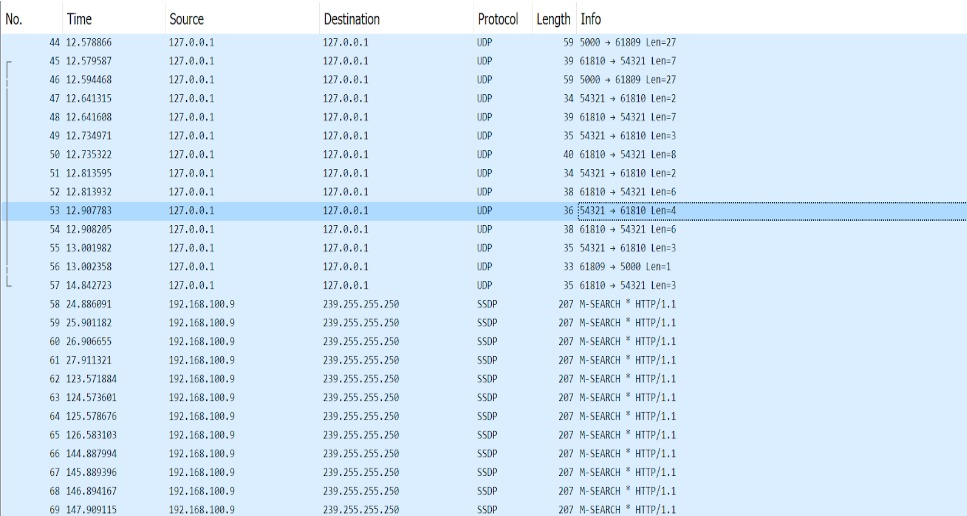 No. Time Source Destination Protocol Length Info
44 12.578866 127.0.0.1 127.0.0.1 UDP 59 5000 → 61809 Len=27
45 12.579587 127.0.0.1 127.0.0.1 UDP 39 61810 → 54321 Len=7
46 12.594468 127.0.0.1 127.0.0.1 UDP 59 5000 → 61809 Len=27
47 12.641315 127.0.0.1 127.0.0.1 UDP 34 54321 → 61810 Len=2
48 12.641608 127.0.0.1 127.0.0.1 UDP 39 61810 → 54321 Len=7
49 12.734971 127.0.0.1 127.0.0.1 UDP 35 54321 → 61810 Len=3
50 12.735322 127.0.0.1 127.0.0.1 UDP 40 61810 → 54321 Len=8
51 12.813595 127.0.0.1 127.0.0.1 UDP 34 54321 → 61810 Len=2
52 12.813932 127.0.0.1 127.0.0.1 UDP 38 61810 → 54321 Len=6
53 12.907783 127.0.0.1 127.0.0.1 UDP 36 54321 → 61810 Len=4
54 12.908205 127.0.0.1 127.0.0.1 UDP 38 61810 → 54321 Len=6
55 13.001982 127.0.0.1 127.0.0.1 UDP 35 54321 → 61810 Len=3
56 13.002358 127.0.0.1 127.0.0.1 UDP 33 61809 → 5000 Len=1
57 14.842723 127.0.0.1 127.0.0.1 UDP 35 61810 → 54321 Len=3
58 24.886091 192.168.100.9 239.255.255.250 SSDP 207 M-SEARCH * HTTP/1.1
59 25.901182 192.168.100.9 239.255.255.250 SSDP 207 M-SEARCH * HTTP/1.1
60 26.906655 192.168.100.9 239.255.255.250 SSDP 207 M-SEARCH * HTTP/1.1
61 27.911321 192.168.100.9 239.255.255.250 SSDP 207 M-SEARCH * HTTP/1.1
62 123.571884 192.168.100.9 239.255.255.250 SSDP 207 M-SEARCH * HTTP/1.1
63 124.573601 192.168.100.9 239.255.255.250 SSDP 207 M-SEARCH * HTTP/1.1
64 125.578676 192.168.100.9 239.255.255.250 SSDP 207 M-SEARCH * HTTP/1.1
65 126.583103 192.168.100.9 239.255.255.250 SSDP 207 M-SEARCH * HTTP/1.1
66 144.887994 192.168.100.9 239.255.255.250 SSDP 207 M-SEARCH * HTTP/1.1
67 145.889396 192.168.100.9 239.255.255.250 SSDP 207 M-SEARCH * HTTP/1.1
68 146.894167 192.168.100.9 239.255.255.250 SSDP 207 M-SEARCH * HTTP/1.1
69 147.909115 192.168.100.9 239.255.255.250 SSDP 207 M-SEARCH * HTTP/1.1